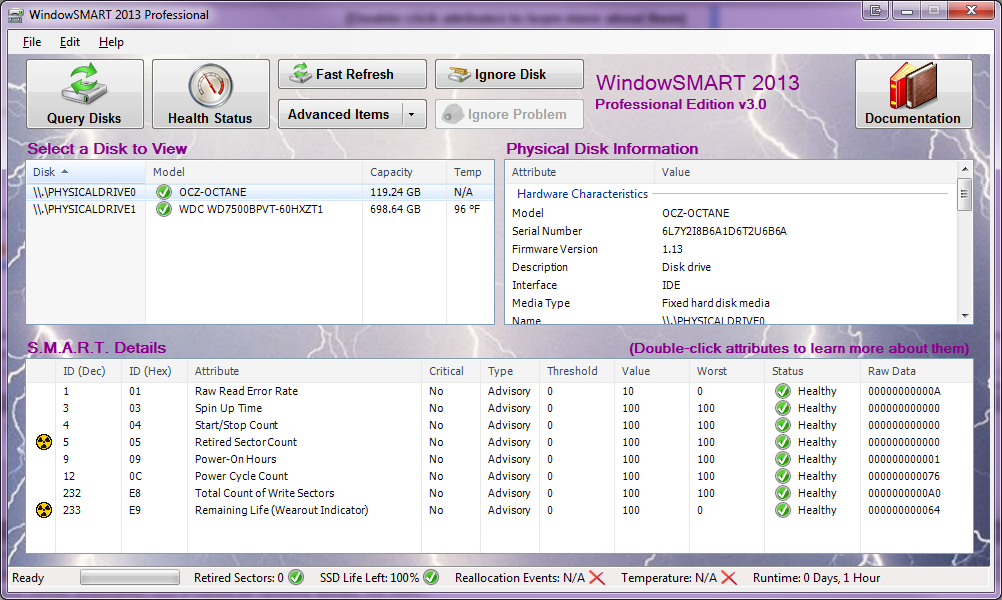 WindowSMART 2013 Professional
File Edit Help
Query Disks
Health Status
Fast Refresh
Advanced Items
Ignore Disk
Ignore Problem
WindowSMART 2013
Professional Edition v3.0
Documentation
Select a Disk to View
Disk Model Capacity Temp
\\.\PHYSICALDRIVE0 OCZ-OCTANE 119.24 GB N/A
\\.\PHYSICALDRIVE1 WDC WD7500BPVT-60HXZT1 698.64 GB 96 °F
Physical Disk Information
Attribute Value
Hardware Characteristics
Model OCZ-OCTANE
Serial Number 6L7Y2I8B6A1D6T2U6B6A
Firmware Version 1.13
Description Disk drive
Interface IDE
Media Type Fixed hard disk media
Name \\.\PHYSICALDRIVE0
S.M.A.R.T. Details (Double-click attributes to learn more about them)
ID (Dec) ID (Hex) Attribute Critical Type Threshold Value Worst Status Raw Data
1 01 Raw Read Error Rate No Advisory 0 10 0 Healthy 00000000000A
3 03 Spin Up Time No Advisory 0 100 100 Healthy 000000000000
4 04 Start/Stop Count No Advisory 0 100 100 Healthy 000000000000
5 05 Retired Sector Count No Advisory 0 100 100 Healthy 000000000000
9 09 Power-On Hours No Advisory 0 100 100 Healthy 000000000001
12 0C Power Cycle Count No Advisory 0 100 100 Healthy 000000000076
232 E8 Total Count of Write Sectors No Advisory 0 100 100 Healthy 0000000000A0
233 E9 Remaining Life (Wearout Indicator) No Advisory 0 100 0 Healthy 000000000064
Ready Retired Sectors: 0 SSD Life Left: 100% Reallocation Events: N/A Temperature: N/A Runtime: 0 Days, 1 Hour